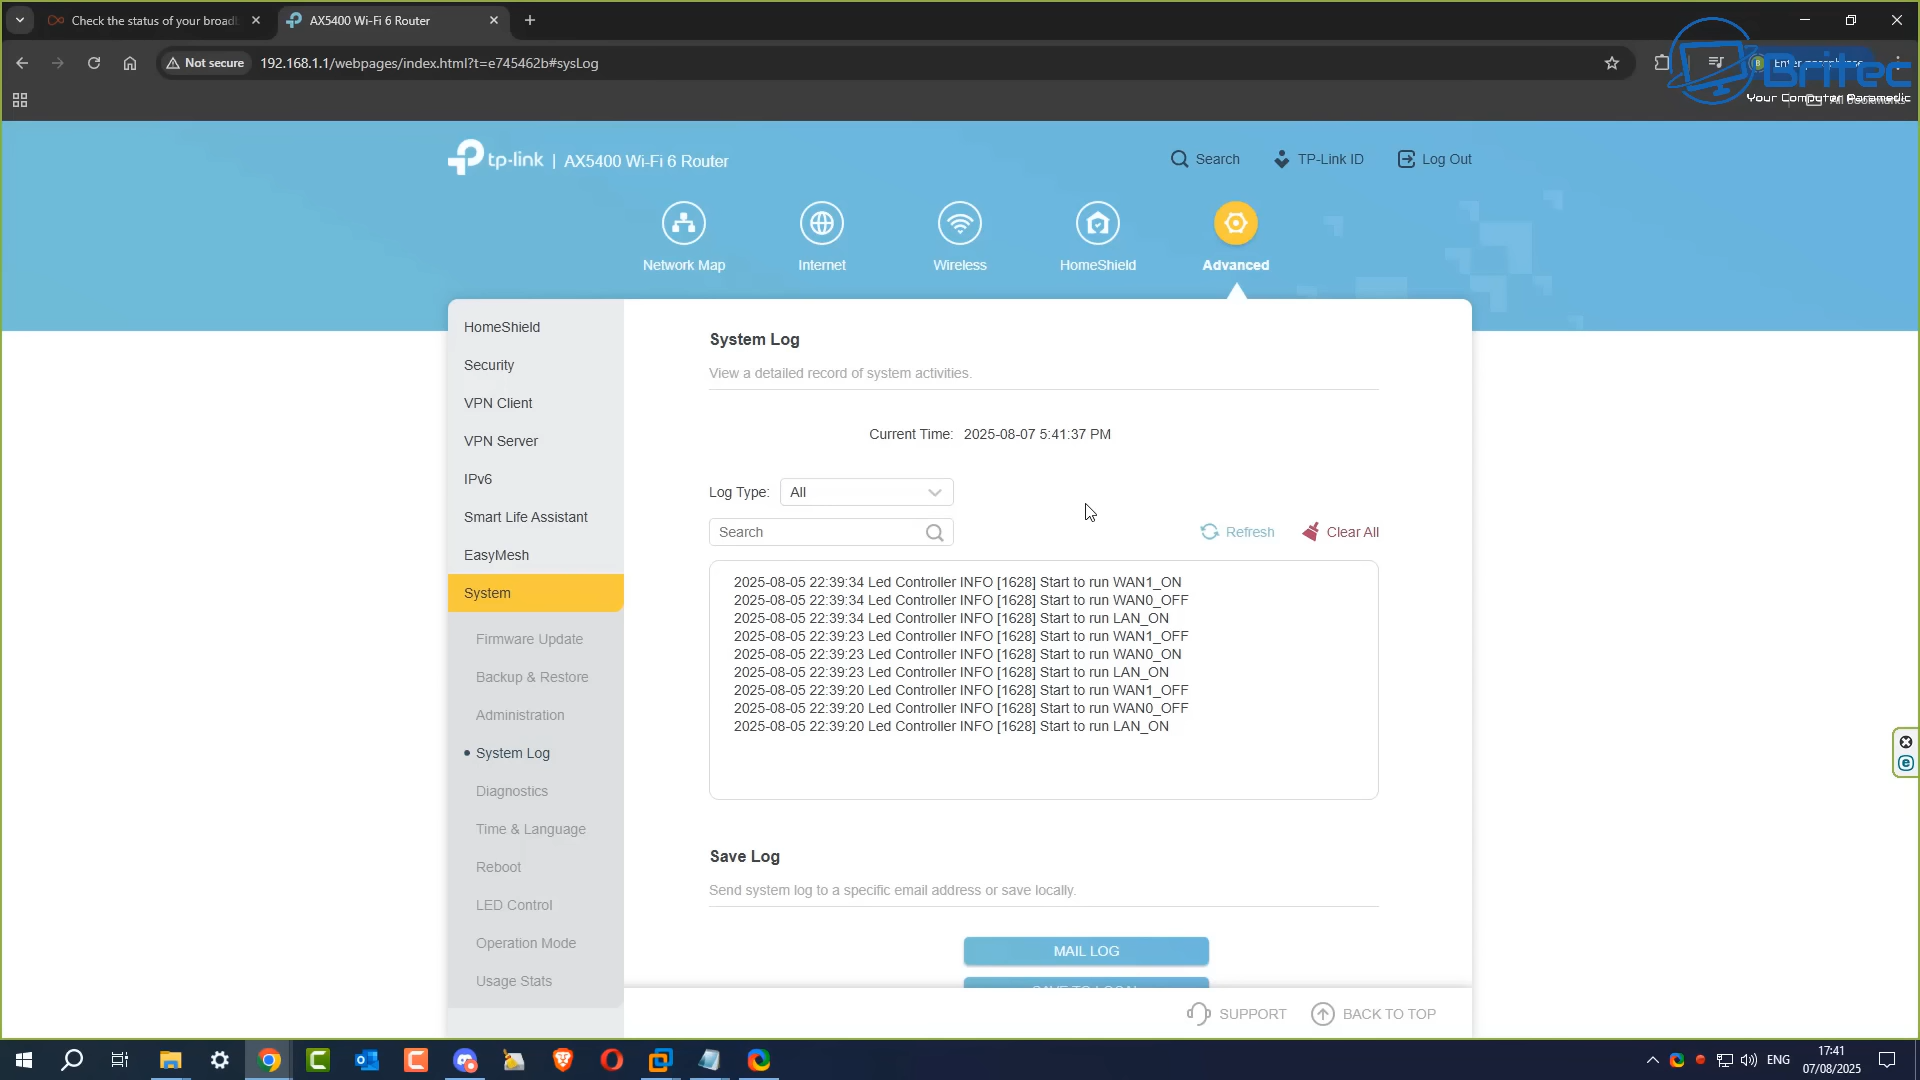 Check the status of your broad
AX5400 Wi-Fi 6 Router
Not secure
192.168.1.1/webpages/index.html?t=e745462b#sysLog
Britec
Your Computer Paramedic
tp-link | AX5400 Wi-Fi 6 Router
Search
TP-Link ID
Log Out
Network Map
Internet
Wireless
HomeShield
Advanced
HomeShield
Security
VPN Client
VPN Server
IPv6
Smart Life Assistant
EasyMesh
System
Firmware Update
Backup & Restore
Administration
System Log
Diagnostics
Time & Language
Reboot
LED Control
Operation Mode
Usage Stats
System Log
View a detailed record of system activities.
Current Time: 2025-08-07 5:41:37 PM
Log Type: All
Search
Refresh
Clear All
2025-08-05 22:39:34 Led Controller INFO [1628] Start to run WAN1_ON
2025-08-05 22:39:34 Led Controller INFO [1628] Start to run WAN0_OFF
2025-08-05 22:39:34 Led Controller INFO [1628] Start to run LAN_ON
2025-08-05 22:39:23 Led Controller INFO [1628] Start to run WAN1_OFF
2025-08-05 22:39:23 Led Controller INFO [1628] Start to run WAN0_ON
2025-08-05 22:39:23 Led Controller INFO [1628] Start to run LAN_ON
2025-08-05 22:39:20 Led Controller INFO [1628] Start to run WAN1_OFF
2025-08-05 22:39:20 Led Controller INFO [1628] Start to run WAN0_OFF
2025-08-05 22:39:20 Led Controller INFO [1628] Start to run LAN_ON
Save Log
Send system log to a specific email address or save locally.
MAIL LOG
SAVE TO LOCAL
SUPPORT
BACK TO TOP
ENG
17:41
07/08/2025